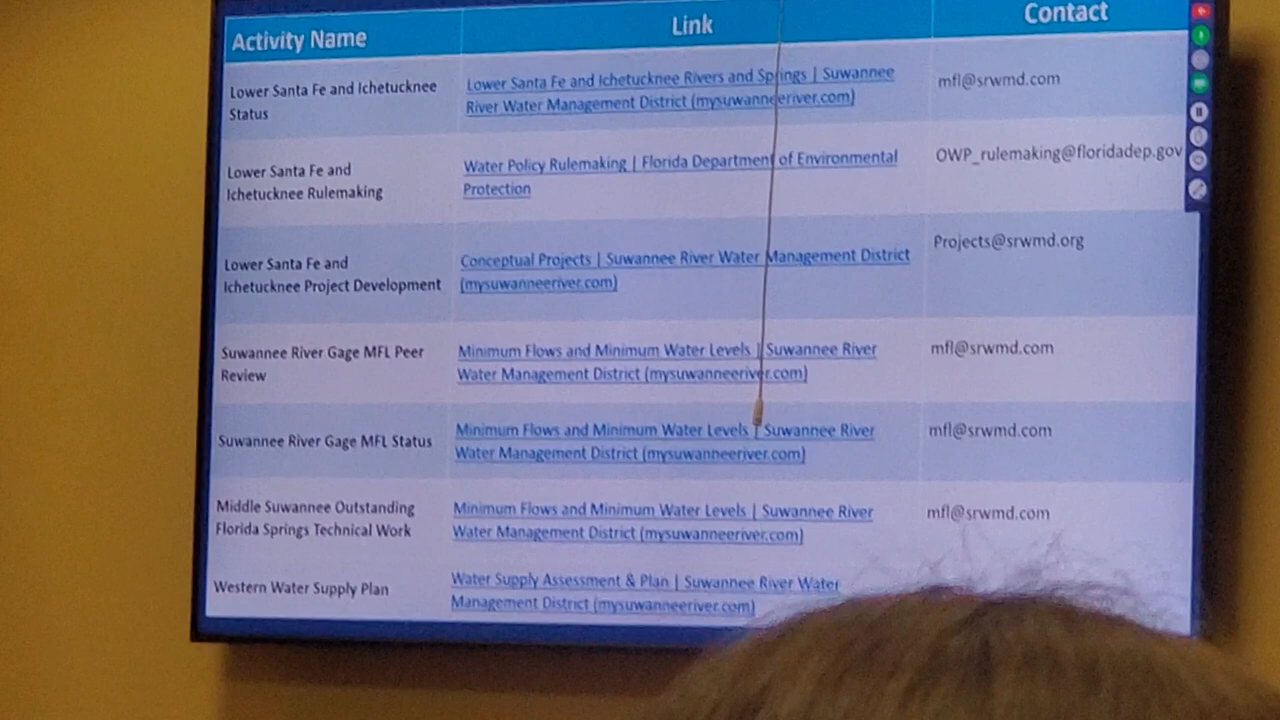 Activity Name
Link
Contact
Lower Santa Fe and Ichetucknee
Status
Lower Santa Fe and Ichetucknee Rivers and Springs | Suwannee
River Water Management District (mysuwanneeriver.com)
mfl@srwmd.com
Lower Santa Fe and
Ichetucknee Rulemaking
Water Policy Rulemaking | Florida Department of Environmental
Protection
OWP_rulemaking@floridadep.gov
Lower Santa Fe and
Ichetucknee Project Development
Conceptual Projects | Suwannee River Water Management District
(mysuwanneeriver.com)
Projects@srwmd.org
Suwannee River Gage MFL Peer
Review
Minimum Flows and Minimum Water Levels | Suwannee River
Water Management District (mysuwanneeriver.com)
mfl@srwmd.com
Suwannee River Gage MFL Status
Minimum Flows and Minimum Water Levels | Suwannee River
Water Management District (mysuwanneeriver.com)
mfl@srwmd.com
Middle Suwannee Outstanding
Florida Springs Technical Work
Minimum Flows and Minimum Water Levels | Suwannee River
Water Management District (mysuwanneeriver.com)
mfl@srwmd.com
Western Water Supply Plan
Water Supply Assessment & Plan | Suwannee River Water
Management District (mysuwanneeriver.com)